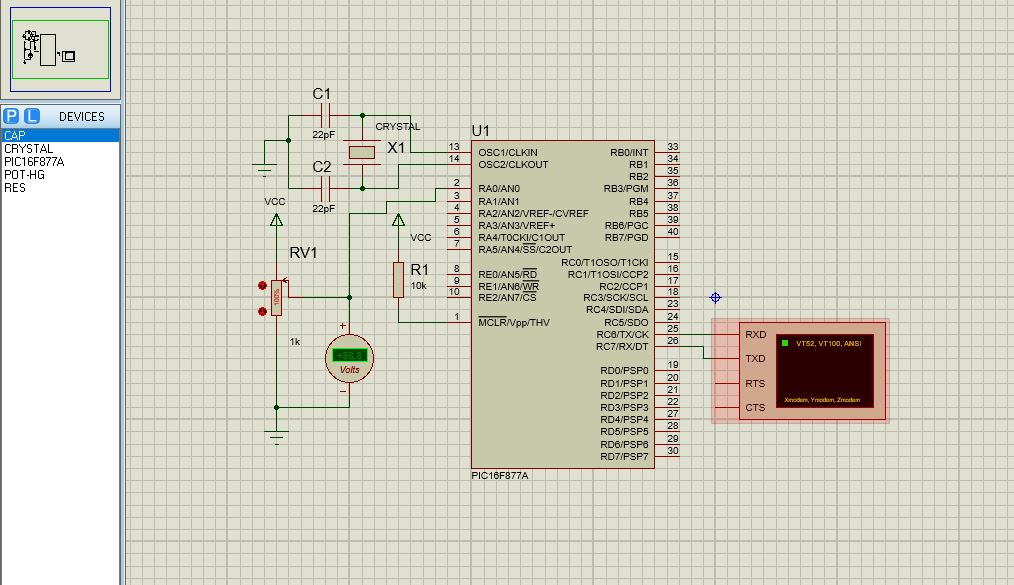 P L DEVICES
CAP
CRYSTAL
PIC16F877A
POT-HG
RES
C1
22pF
CRYSTAL
X1
C2
22pF
VCC
RV1
100%
1k
VCC
R1
10k
+
+88.8
Volts
U1
13 OSC1/CLKIN
14 OSC2/CLKOUT
2 RA0/AN0
3 RA1/AN1
4 RA2/AN2/VREF-/CVREF
5 RA3/AN3/VREF+
6 RA4/T0CKI/C1OUT
7 RA5/AN4/SS/C2OUT
8 RE0/AN5/RD
9 RE1/AN6/WR
10 RE2/AN7/CS
1 MCLR/Vpp/THV
RB0/INT 33
RB1 34
RB2 35
RB3/PGM 36
RB4 37
RB5 38
RB6/PGC 39
RB7/PGD 40
RC0/T1OSO/T1CKI 15
RC1/T1OSI/CCP2 16
RC2/CCP1 17
RC3/SCK/SCL 18
RC4/SDI/SDA 23
RC5/SDO 24
RC6/TX/CK 25
RC7/RX/DT 26
RD0/PSP0 19
RD1/PSP1 20
RD2/PSP2 21
RD3/PSP3 22
RD4/PSP4 27
RD5/PSP5 28
RD6/PSP6 29
RD7/PSP7 30
PIC16F877A
RXD
TXD
RTS
CTS
VT52, VT100, ANSI
Xmodem, Ymodem, Zmodem